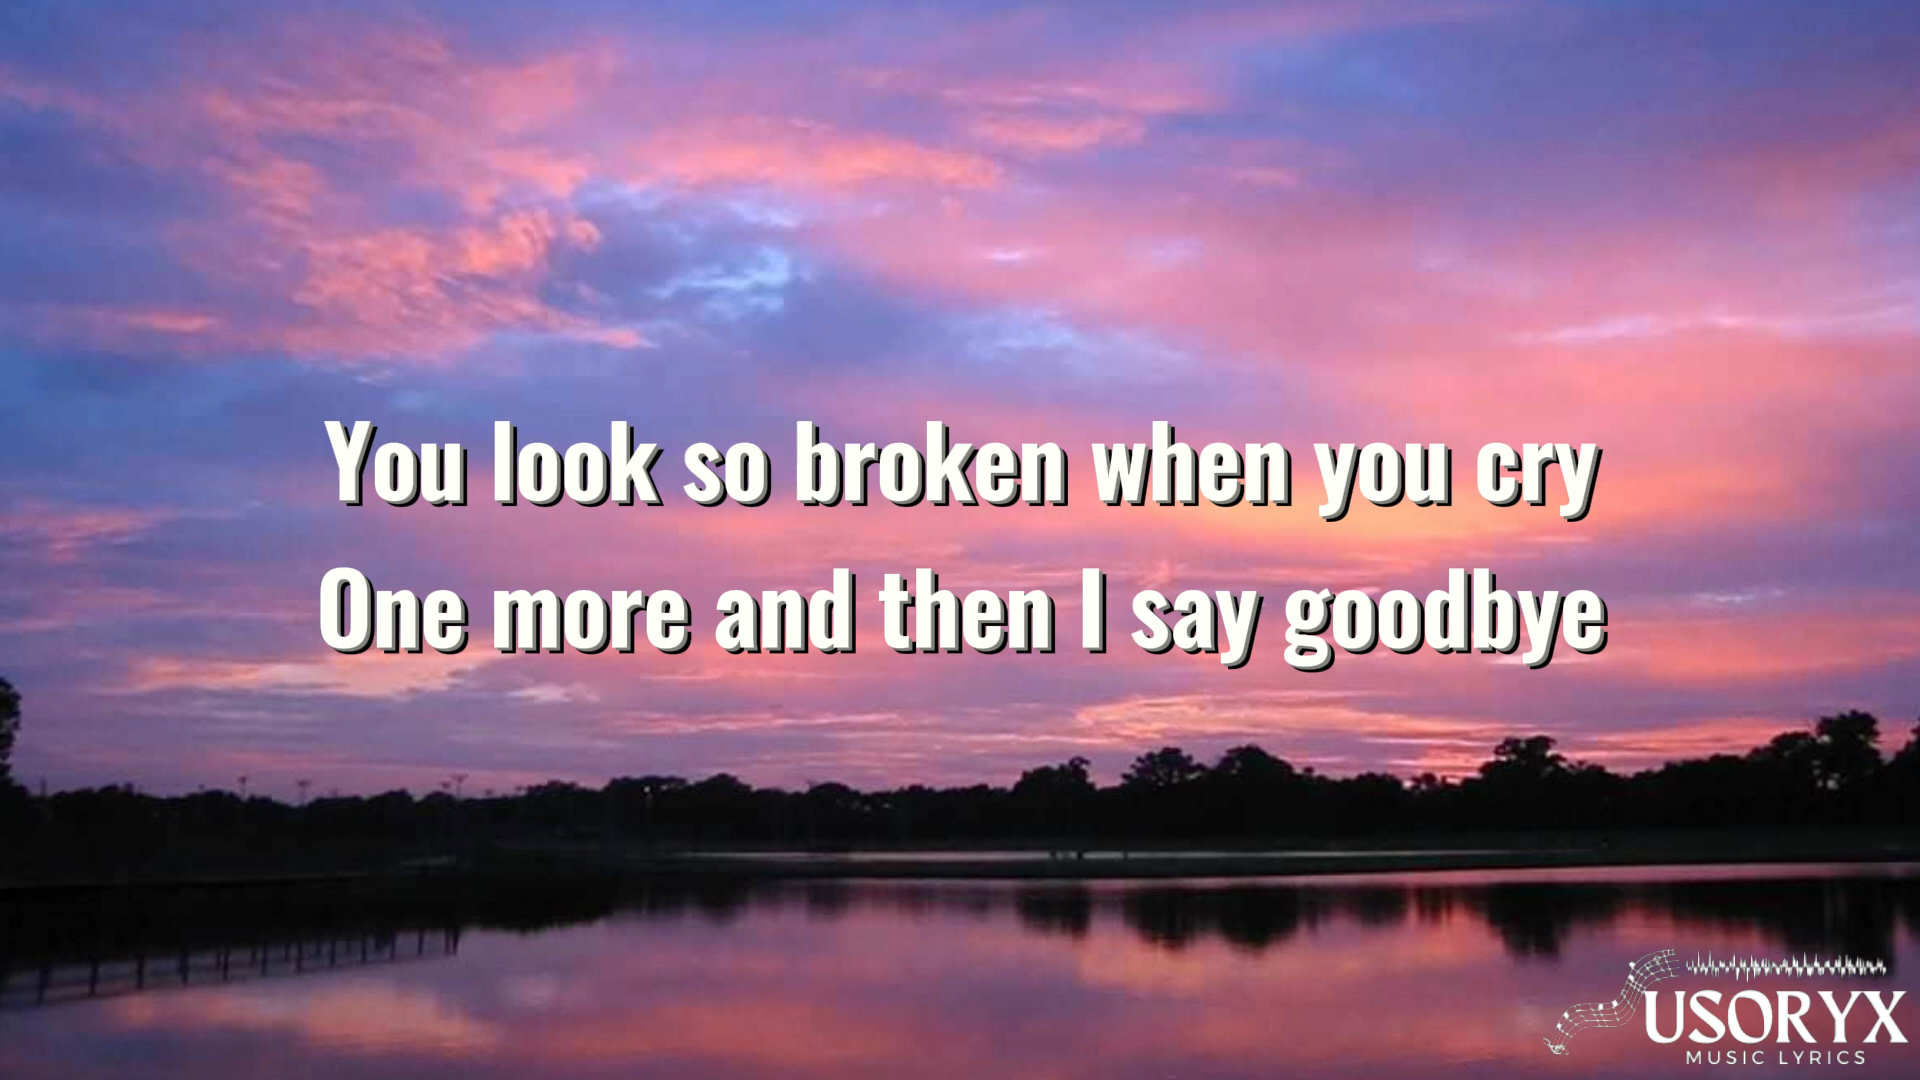 You look so broken when you cry
One more and then I say goodbye
USORYX
MUSIC LYRICS